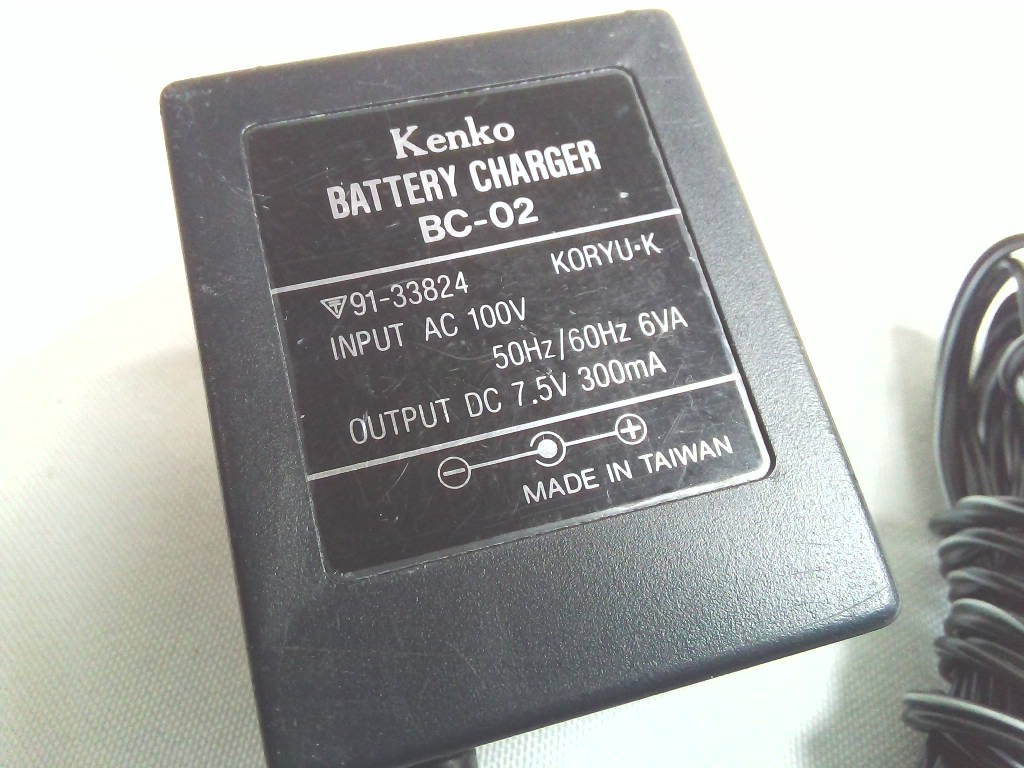 Kenko
BATTERY CHARGER
BC-02
91-33824 KORYU·K
INPUT AC 100V
50Hz/60Hz 6VA
OUTPUT DC 7.5V 300mA
MADE IN TAIWAN